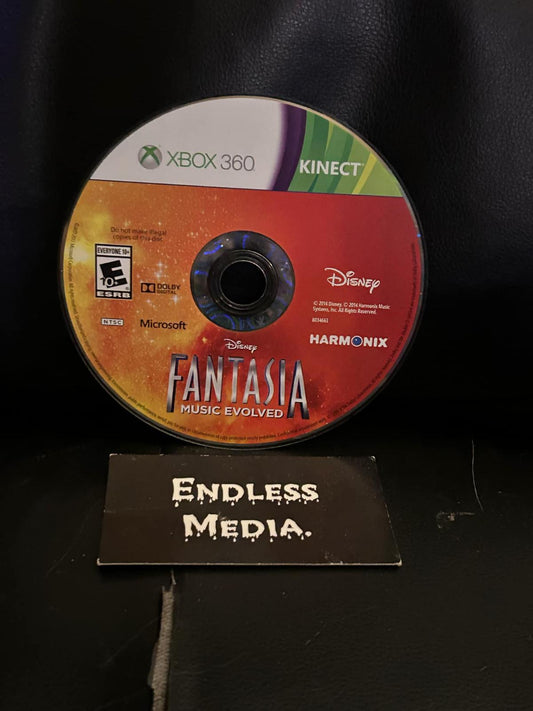 XBOX 360
KINECT
Do not make illegal
copies of this disc.
EVERYONE 10+
E
10+
ESRB
DOLBY
DIGITAL
NTSC
Microsoft
Disney
© 2014 Disney. © 2014 Harmonix Music
Systems, Inc. All Rights Reserved.
HARMONIX
Disney
FANTASIA
MUSIC EVOLVED
ENDLESS
MEDIA.